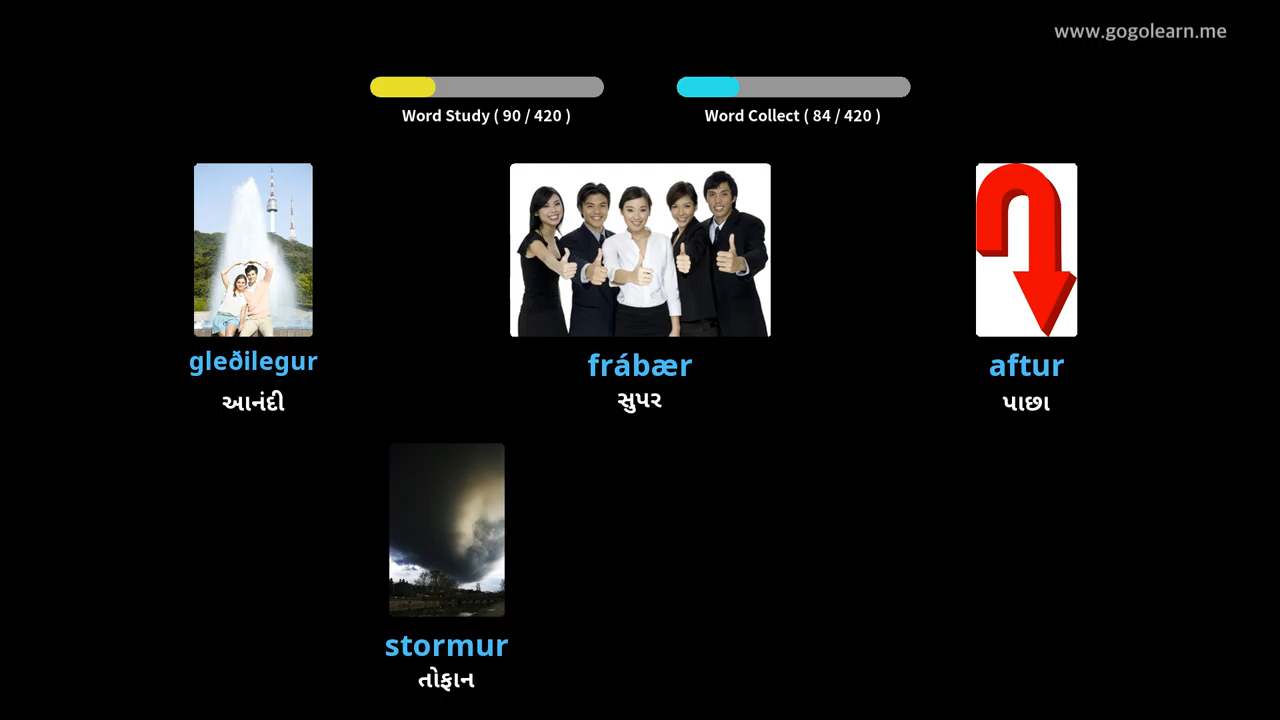 www.gogolearn.me
Word Study ( 90 / 420 )
Word Collect ( 84 / 420 )
gleðilegur
frábær
aftur
આનંદી
સુપર
પાછા
stormur
તોફાન